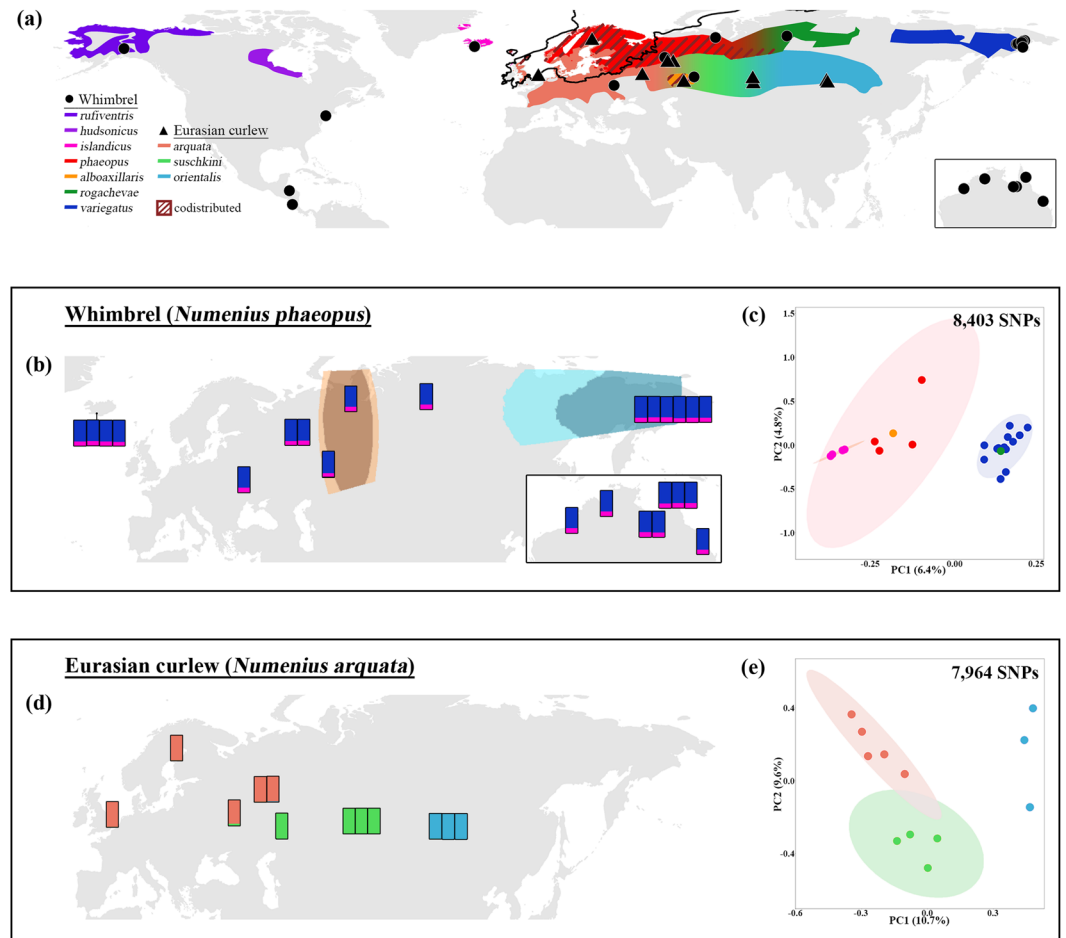 (a)
Whimbrel
rufiventris
hudsonicus
islandicus
phaeopus
alboaxillaris
rogachevae
variegatus
Eurasian curlew
arquata
suschkini
orientalis
codistributed
Whimbrel (Numenius phaeopus)
(b)
(c)
8,403 SNPs
1.5
1.0
0.5
0.0
-0.5
-1.0
PC2 (4.8%)
-0.25
0.00
0.25
PC1 (6.4%)
Eurasian curlew (Numenius arquata)
(d)
(e)
7,964 SNPs
0.4
0.0
-0.4
PC2 (9.6%)
-0.6
-0.3
0.0
0.3
PC1 (10.7%)